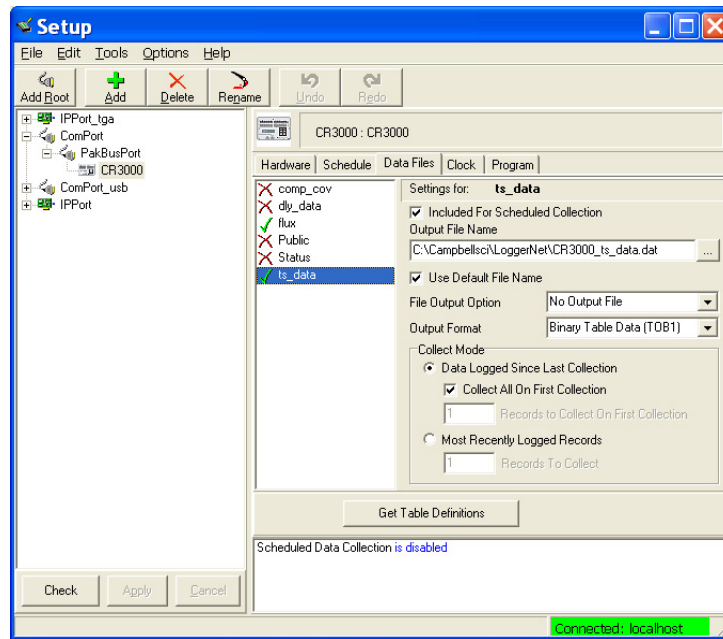 Setup
File Edit Tools Options Help
Add Root Add Delete Rename Undo Redo
IPPort_tga
ComPort
PakBusPort
CR3000
ComPort_usb
IPPort
Check Apply Cancel
CR3000 : CR3000
Hardware Schedule Data Files Clock Program
comp_cov
dly_data
flux
Public
Status
ts_data
Settings for: ts_data
Included For Scheduled Collection
Output File Name
C:\Campbellsci\LoggerNet\CR3000_ts_data.dat ...
Use Default File Name
File Output Option No Output File
Output Format Binary Table Data (TOB1)
Collect Mode
Data Logged Since Last Collection
Collect All On First Collection
1 Records to Collect On First Collection
Most Recently Logged Records
1 Records To Collect
Get Table Definitions
Scheduled Data Collection is disabled
Connected: localhost